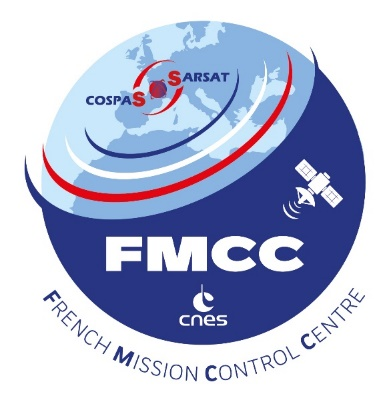 COSPAS SARSAT
FMCC
cnes
FRENCH MISSION CONTROL CENTRE